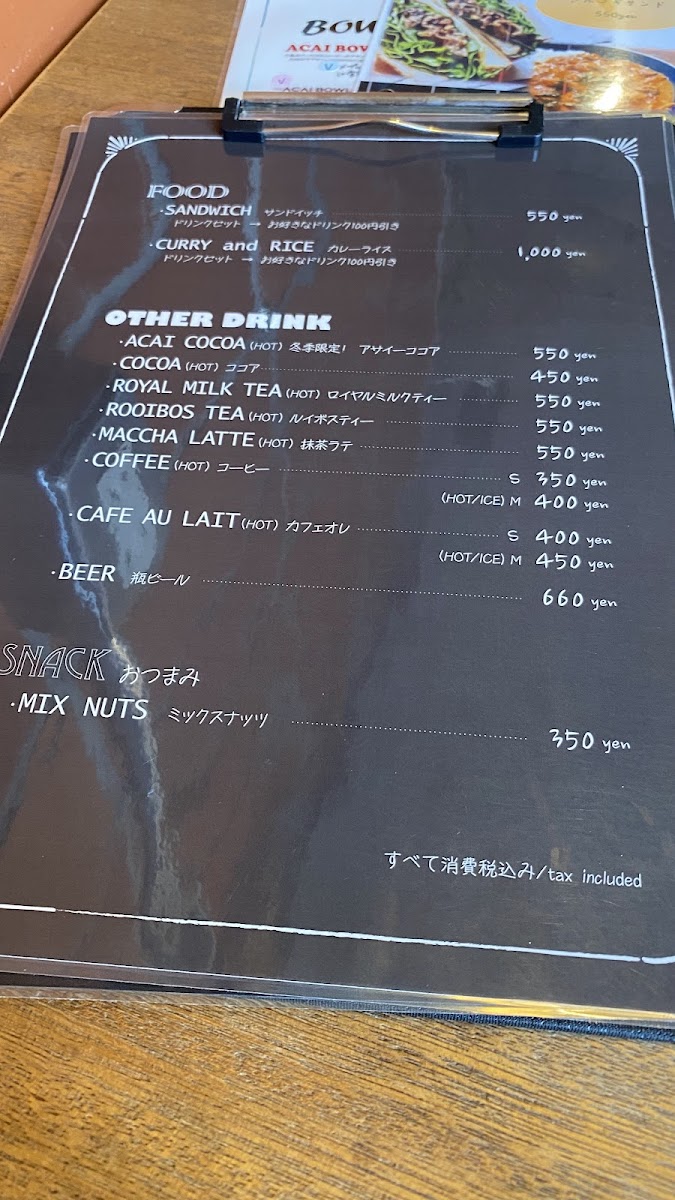 BOW
ACAI BOW
ACAI BOWL
550yen
FOOD
・SANDWICH サンドイッチ 550 yen
ドリンクセット → お好きなドリンク100円引き
・CURRY and RICE カレーライス 1,000 yen
ドリンクセット → お好きなドリンク100円引き
OTHER DRINK
・ACAI COCOA (HOT) 冬季限定! アサイーココア 550 yen
・COCOA (HOT) ココア 450 yen
・ROYAL MILK TEA (HOT) ロイヤルミルクティー 550 yen
・ROOIBOS TEA (HOT) ルイボスティー 550 yen
・MACCHA LATTE (HOT) 抹茶ラテ 550 yen
・COFFEE (HOT) コーヒー S 350 yen
(HOT/ICE) M 400 yen
・CAFE AU LAIT (HOT) カフェオレ S 400 yen
(HOT/ICE) M 450 yen
・BEER 瓶ビール 660 yen
SNACK おつまみ
・MIX NUTS ミックスナッツ 350 yen
すべて消費税込み/tax included